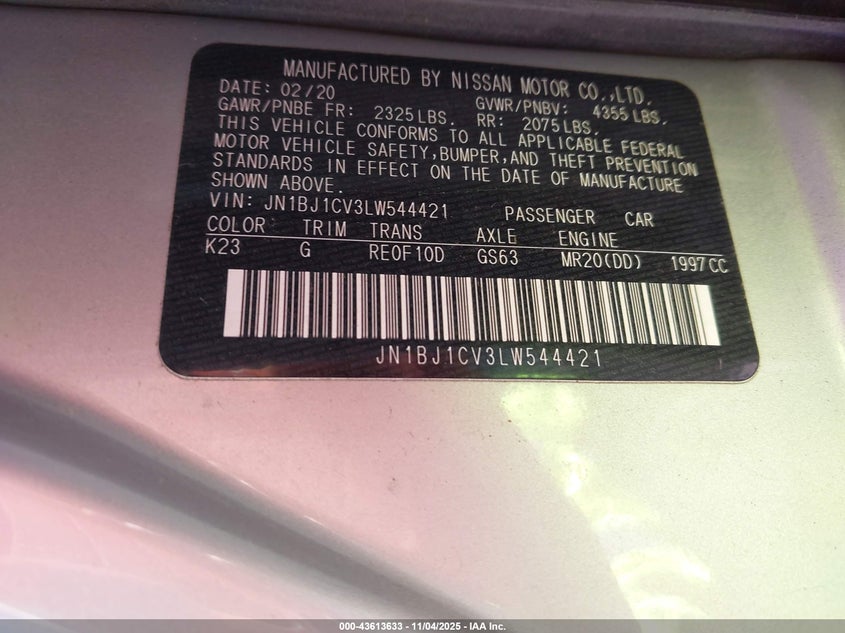 MANUFACTURED BY NISSAN MOTOR CO.,LTD.
DATE: 02/20 GVWR/PNBV: 4355 LBS.
GAWR/PNBE FR: 2325 LBS. RR: 2075 LBS.
THIS VEHICLE CONFORMS TO ALL APPLICABLE FEDERAL
MOTOR VEHICLE SAFETY,BUMPER,AND THEFT PREVENTION
STANDARDS IN EFFECT ON THE DATE OF MANUFACTURE
SHOWN ABOVE.
VIN: JN1BJ1CV3LW544421 PASSENGER CAR
COLOR TRIM TRANS AXLE ENGINE
K23 G RE0F10D GS63 MR20(DD) 1997CC
JN1BJ1CV3LW544421
000-43613633 — 11/04/2025 — IAA Inc.